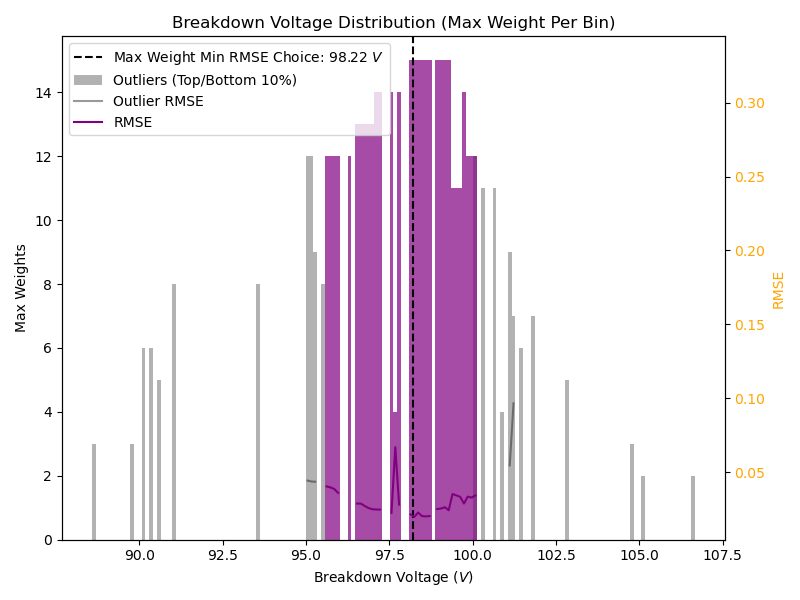 Breakdown Voltage Distribution (Max Weight Per Bin)
Max Weight Min RMSE Choice: 98.22 V
Outliers (Top/Bottom 10%)
Outlier RMSE
RMSE
Max Weights
14
12
10
8
6
4
2
0
0.30
0.25
0.20
0.15
0.10
0.05
RMSE
90.0 92.5 95.0 97.5 100.0 102.5 105.0 107.5
Breakdown Voltage (V)